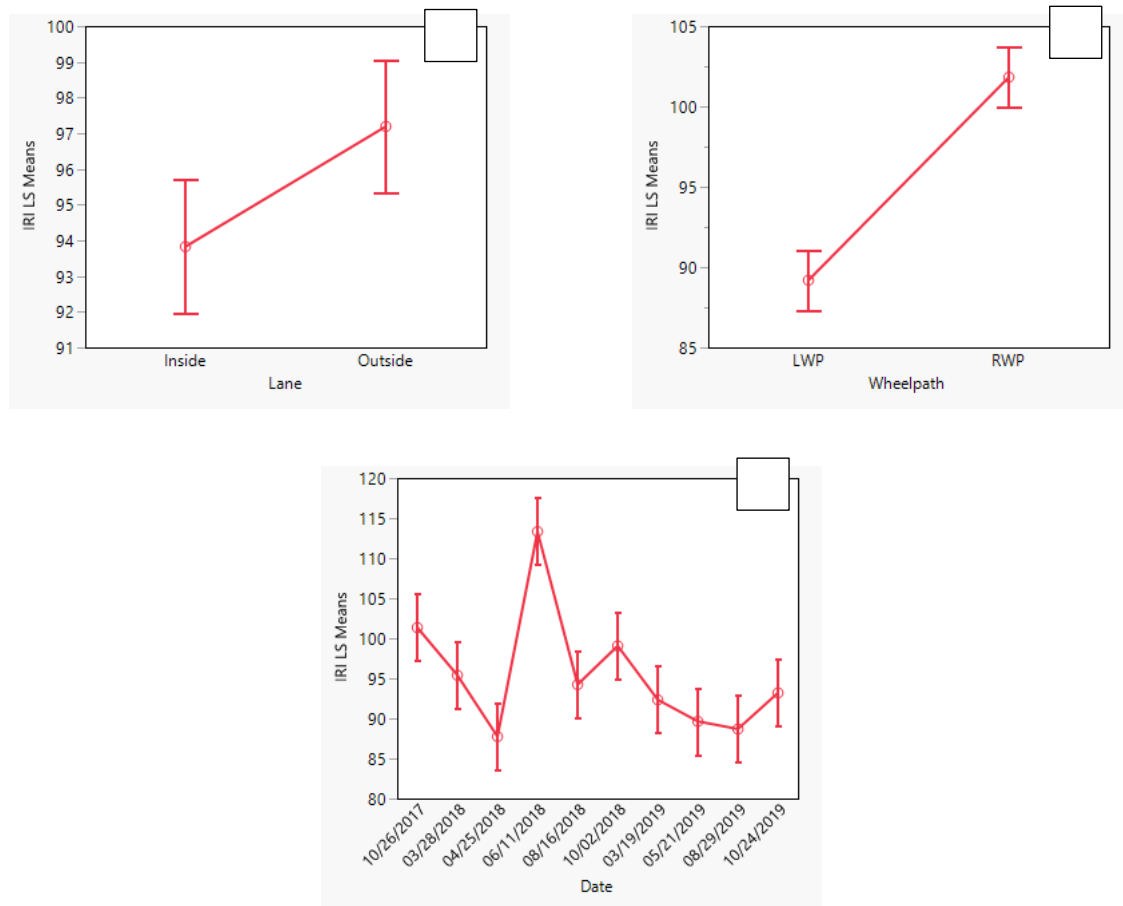 100
99
98
97
96
95
94
93
92
91
IRI LS Means
Inside Outside
Lane
105
100
95
90
85
IRI LS Means
LWP RWP
Wheelpath
120
115
110
105
100
95
90
85
80
IRI LS Means
10/26/2017 03/28/2018 04/25/2018 06/11/2018 08/16/2018 10/02/2018 03/19/2019 05/21/2019 08/29/2019 10/24/2019
Date